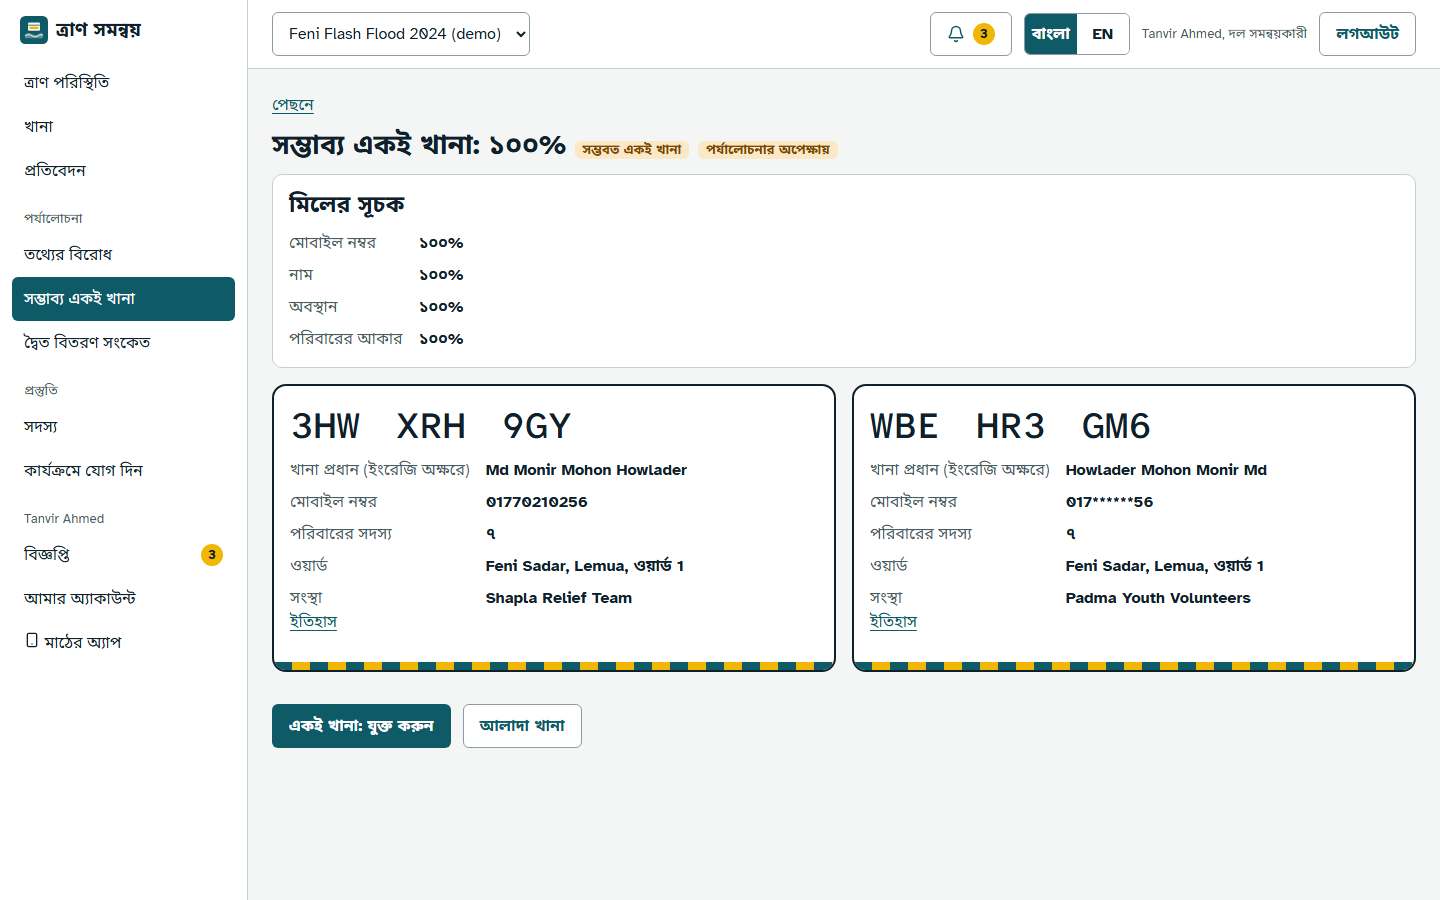 ত্রাণ সমন্বয়
Feni Flash Flood 2024 (demo)
3
বাংলা
EN
Tanvir Ahmed, দল সমন্বয়কারী
লগআউট
ত্রাণ পরিস্থিতি
খানা
প্রতিবেদন
পর্যালোচনা
তথ্যের বিরোধ
সম্ভাব্য একই খানা
দ্বৈত বিতরণ সংকেত
প্রস্তুতি
সদস্য
কার্যক্রমে যোগ দিন
Tanvir Ahmed
বিজ্ঞপ্তি 3
আমার অ্যাকাউন্ট
মাঠের অ্যাপ
পেছনে
সম্ভাব্য একই খানা: ১০০% সম্ভবত একই খানা পর্যালোচনার অপেক্ষায়
মিলের সূচক
মোবাইল নম্বর ১০০%
নাম ১০০%
অবস্থান ১০০%
পরিবারের আকার ১০০%
3HW XRH 9GY
খানা প্রধান (ইংরেজি অক্ষরে) Md Monir Mohon Howlader
মোবাইল নম্বর 01770210256
পরিবারের সদস্য ৭
ওয়ার্ড Feni Sadar, Lemua, ওয়ার্ড 1
সংস্থা Shapla Relief Team
ইতিহাস
WBE HR3 GM6
খানা প্রধান (ইংরেজি অক্ষরে) Howlader Mohon Monir Md
মোবাইল নম্বর 017******56
পরিবারের সদস্য ৭
ওয়ার্ড Feni Sadar, Lemua, ওয়ার্ড 1
সংস্থা Padma Youth Volunteers
ইতিহাস
একই খানা: যুক্ত করুন
আলাদা খানা